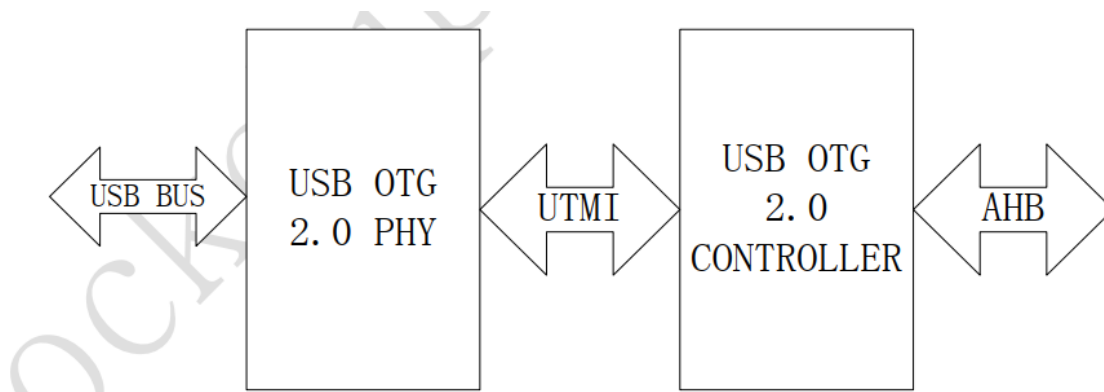 USB BUS
USB OTG
2.0 PHY
UTMI
USB OTG
2.0
CONTROLLER
AHB